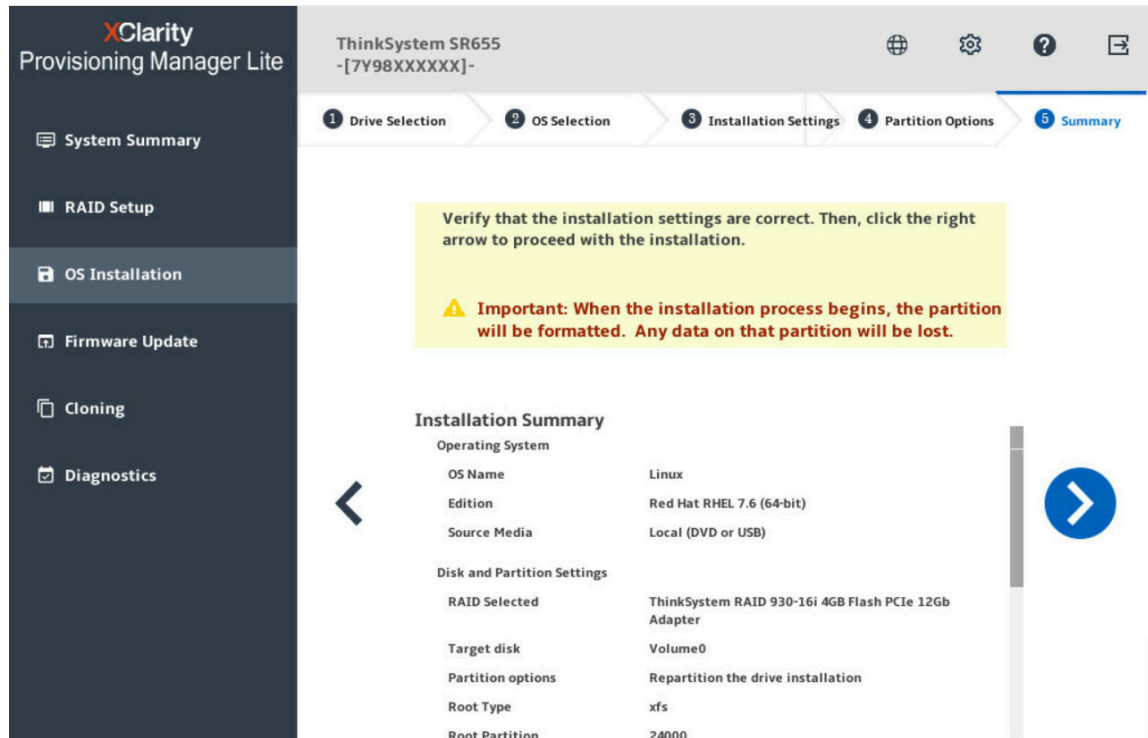 XClarity
Provisioning Manager Lite
System Summary
RAID Setup
OS Installation
Firmware Update
Cloning
Diagnostics
ThinkSystem SR655
-[7Y98XXXXXX]-
1 Drive Selection
2 OS Selection
3 Installation Settings
4 Partition Options
5 Summary
Verify that the installation settings are correct. Then, click the right
arrow to proceed with the installation.
Important: When the installation process begins, the partition
will be formatted. Any data on that partition will be lost.
Installation Summary
Operating System
OS Name Linux
Edition Red Hat RHEL 7.6 (64-bit)
Source Media Local (DVD or USB)
Disk and Partition Settings
RAID Selected ThinkSystem RAID 930-16i 4GB Flash PCIe 12Gb
Adapter
Target disk Volume0
Partition options Repartition the drive installation
Root Type xfs
Root Partition 24000